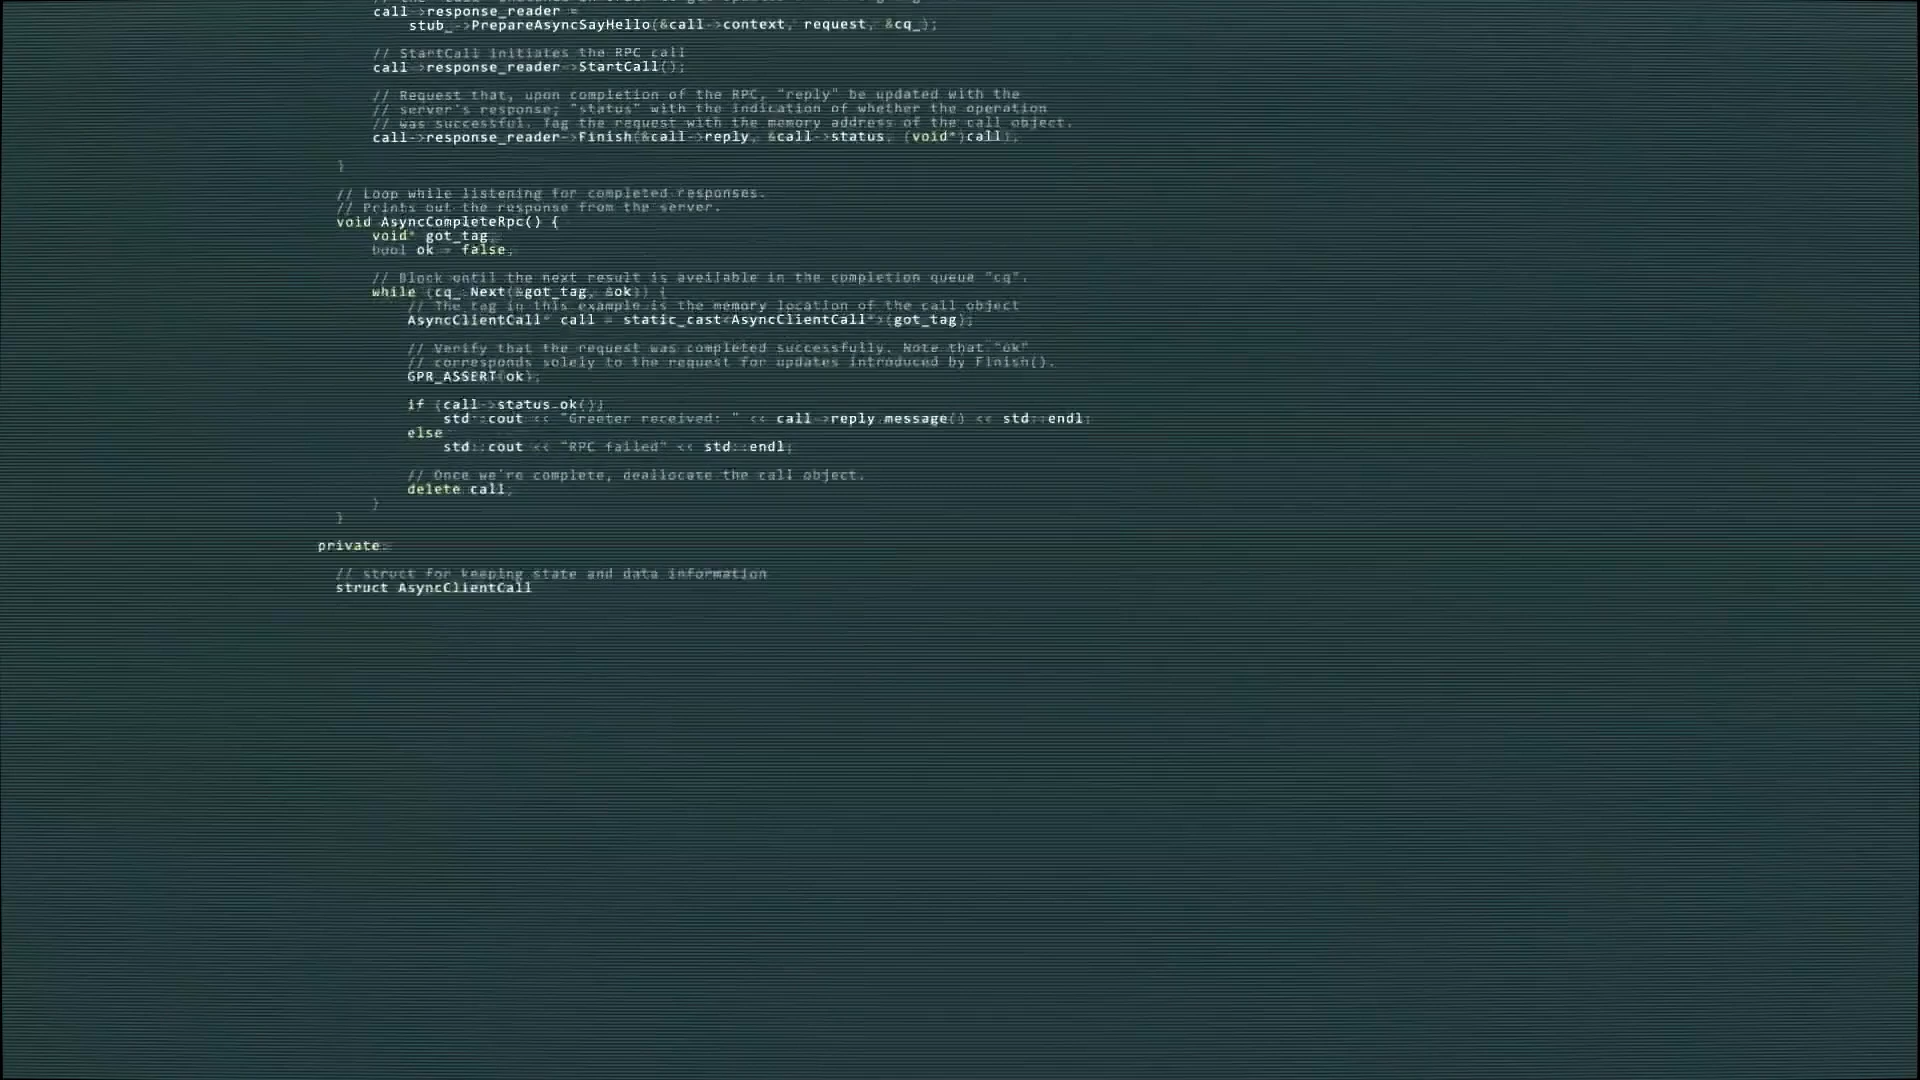 call->response_reader =
stub_->PrepareAsyncSayHello(&call->context, request, &cq_);
// StartCall initiates the RPC call
call->response_reader->StartCall();
// Request that, upon completion of the RPC, "reply" be updated with the
// server's response; "status" with the indication of whether the operation
// was successful. Tag the request with the memory address of the call object.
call->response_reader->Finish(&call->reply, &call->status, (void*)call);
}
// Loop while listening for completed responses.
// Prints out the response from the server.
void AsyncCompleteRpc() {
void* got_tag;
bool ok = false;
// Block until the next result is available in the completion queue "cq".
while (cq_.Next(&got_tag, &ok)) {
// The tag in this example is the memory location of the call object
AsyncClientCall* call = static_cast<AsyncClientCall*>(got_tag);
// Verify that the request was completed successfully. Note that "ok"
// corresponds solely to the request for updates introduced by Finish().
GPR_ASSERT(ok);
if (call->status.ok())
std::cout << "Greeter received: " << call->reply.message() << std::endl;
else
std::cout << "RPC failed" << std::endl;
// Once we're complete, deallocate the call object.
delete call;
}
}
private:
// struct for keeping state and data information
struct AsyncClientCall